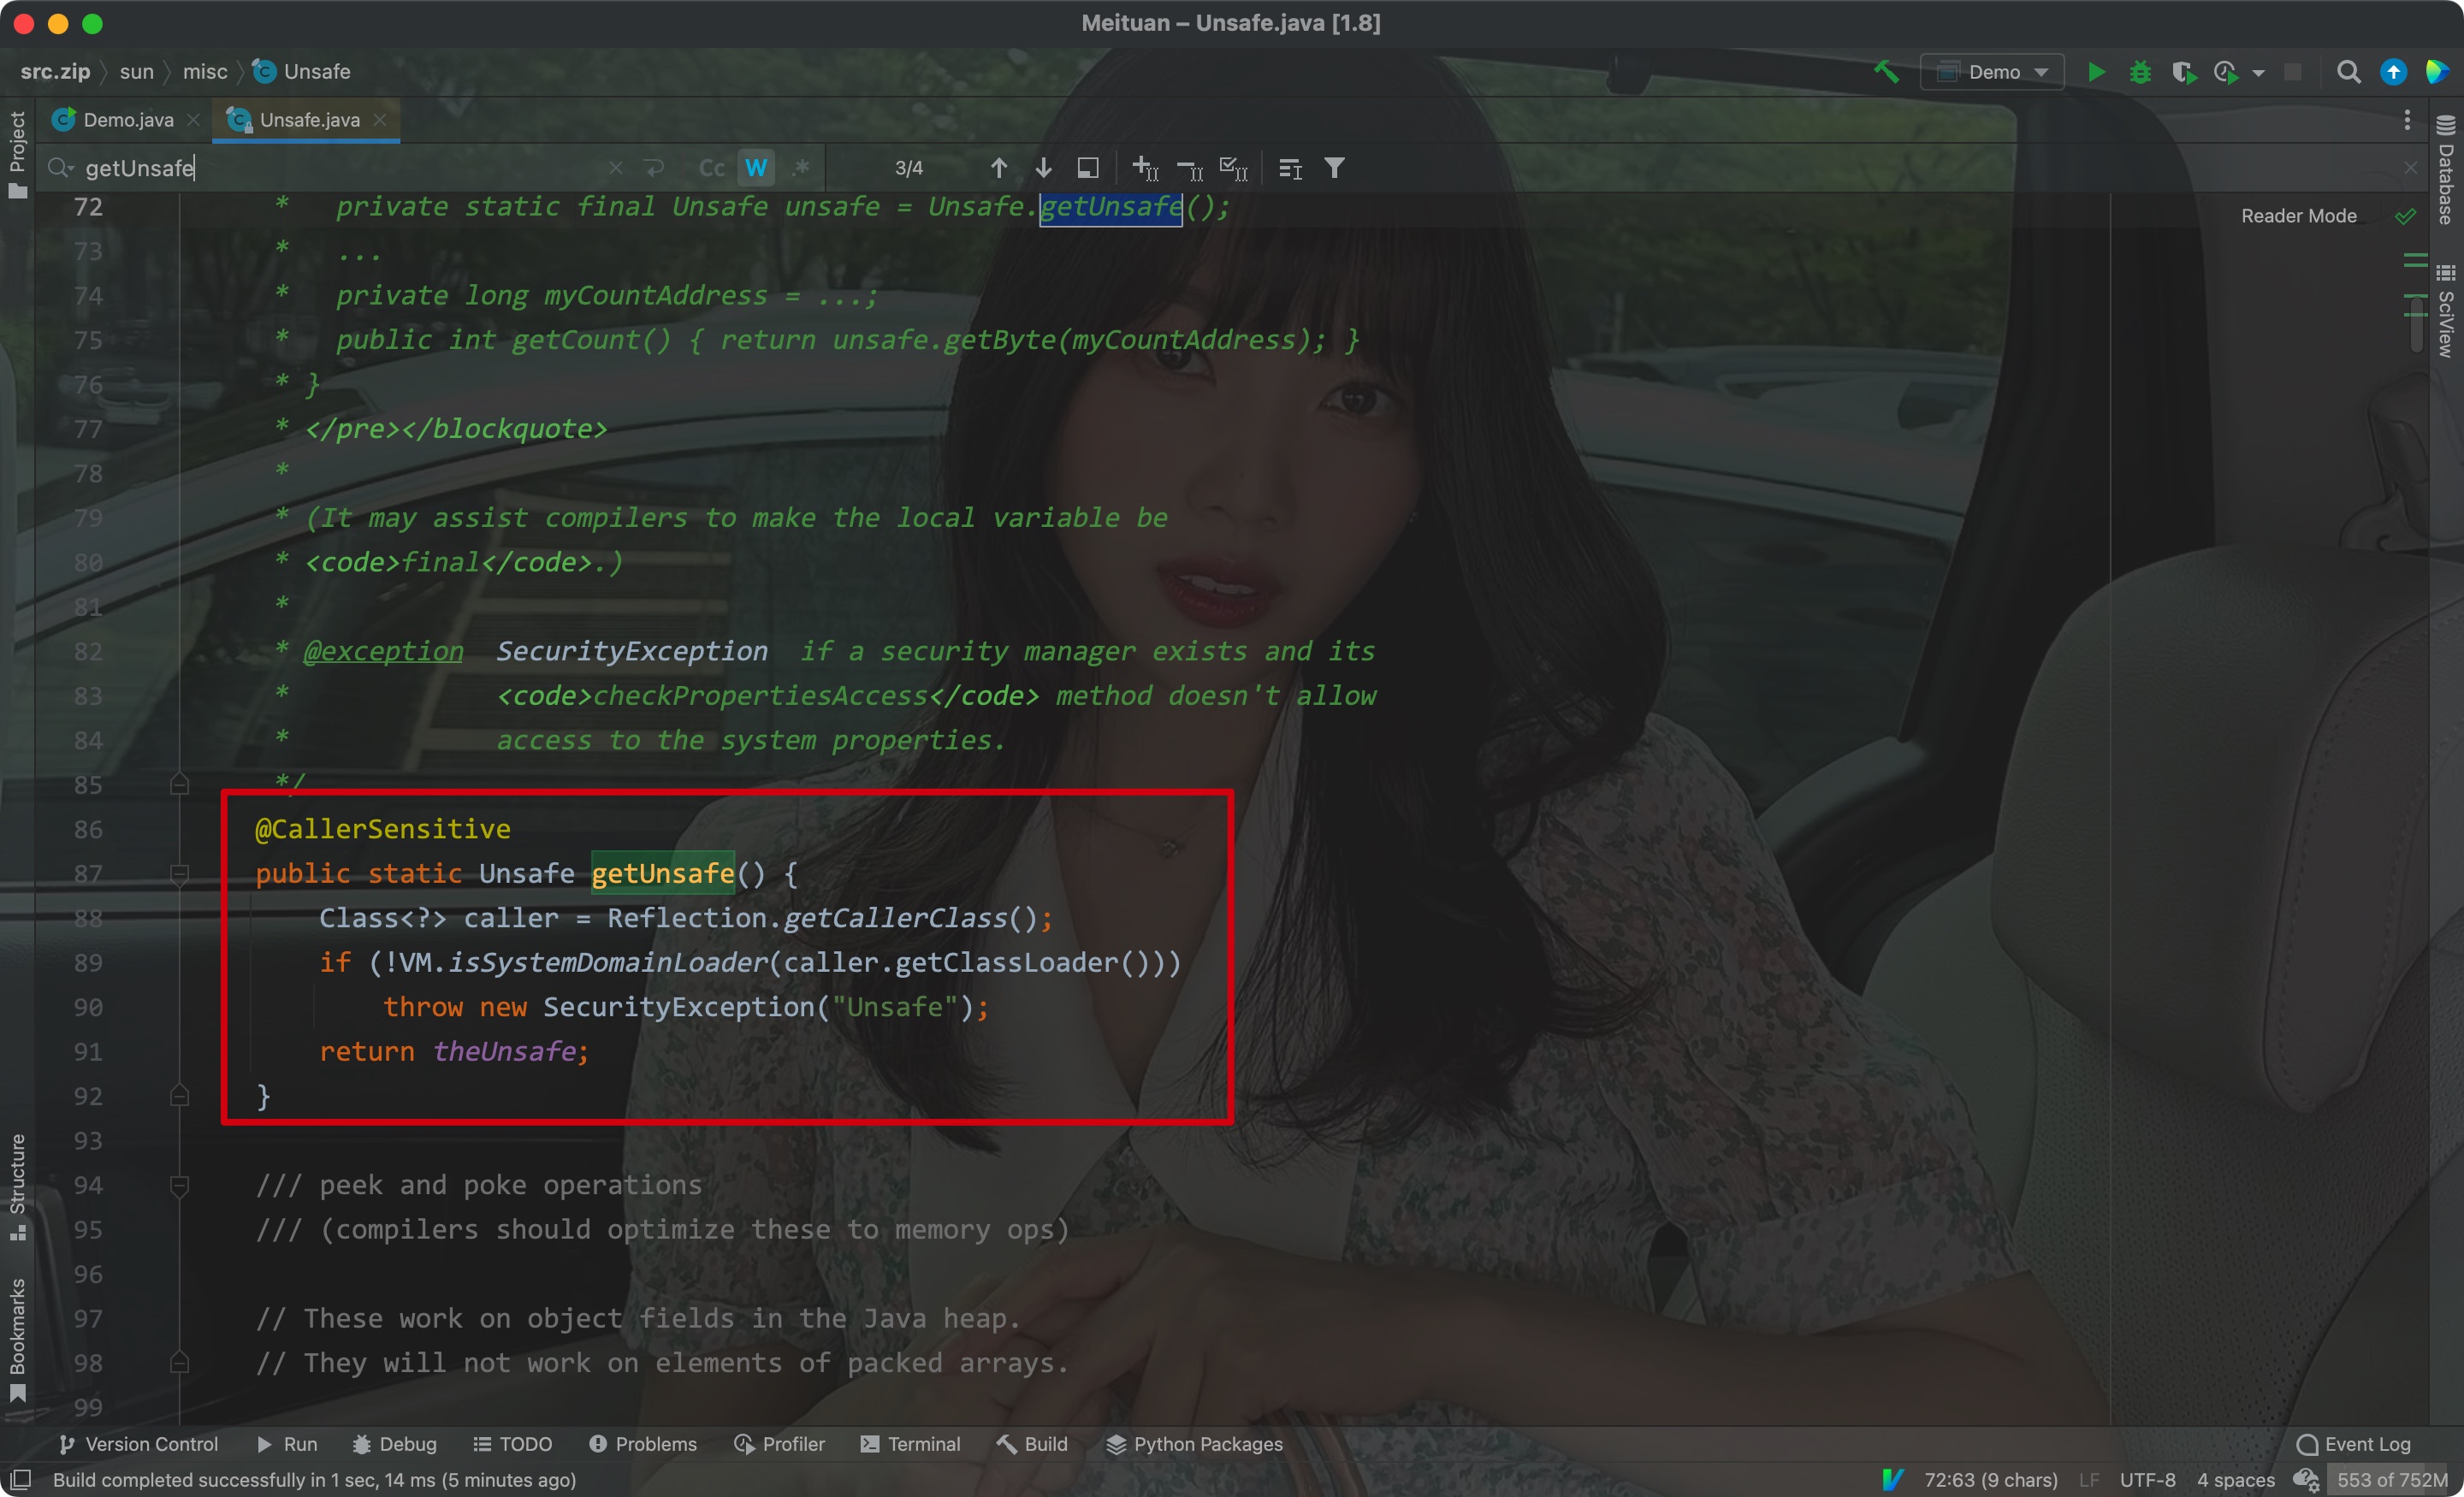 Meituan – Unsafe.java [1.8]
src.zip sun misc Unsafe
Demo
Demo.java Unsafe.java
getUnsafe Cc W .* 3/4
Reader Mode
72 *   private static final Unsafe unsafe = Unsafe.getUnsafe();
73 *   ...
74 *   private long myCountAddress = ...;
75 *   public int getCount() { return unsafe.getByte(myCountAddress); }
76 * }
77 * </pre></blockquote>
78 *
79 * (It may assist compilers to make the local variable be
80 * <code>final</code>.)
81 *
82 * @exception  SecurityException  if a security manager exists and its
83 *             <code>checkPropertiesAccess</code> method doesn't allow
84 *             access to the system properties.
85 */
86 @CallerSensitive
87 public static Unsafe getUnsafe() {
88     Class<?> caller = Reflection.getCallerClass();
89     if (!VM.isSystemDomainLoader(caller.getClassLoader()))
90         throw new SecurityException("Unsafe");
91     return theUnsafe;
92 }
93
94 /// peek and poke operations
95 /// (compilers should optimize these to memory ops)
96
97 // These work on object fields in the Java heap.
98 // They will not work on elements of packed arrays.
99
Project
Structure
Bookmarks
Database
SciView
Version Control Run Debug TODO Problems Profiler Terminal Build Python Packages Event Log
Build completed successfully in 1 sec, 14 ms (5 minutes ago) 72:63 (9 chars) LF UTF-8 4 spaces 553 of 752M